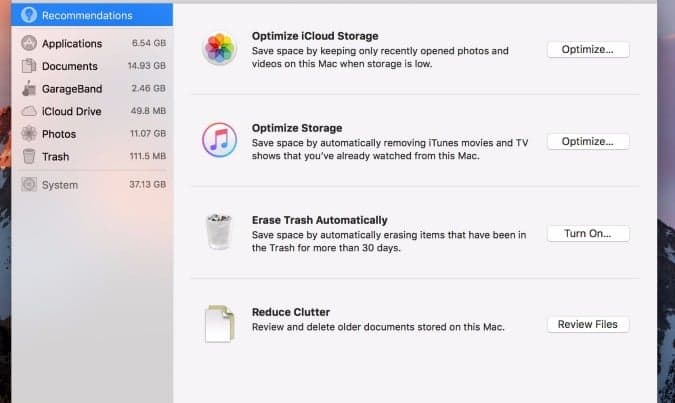 Recommendations
Applications 6.54 GB
Documents 14.93 GB
GarageBand 2.46 GB
iCloud Drive 49.8 MB
Photos 11.07 GB
Trash 111.5 MB
System 37.13 GB
Optimize iCloud Storage
Save space by keeping only recently opened photos and
videos on this Mac when storage is low.
Optimize...
Optimize Storage
Save space by automatically removing iTunes movies and TV
shows that you've already watched from this Mac.
Optimize...
Erase Trash Automatically
Save space by automatically erasing items that have been in
the Trash for more than 30 days.
Turn On...
Reduce Clutter
Review and delete older documents stored on this Mac.
Review Files